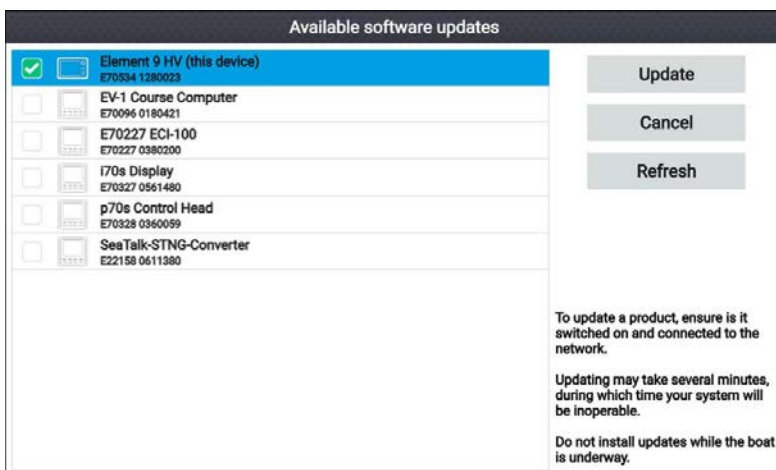 Available software updates
Element 9 HV (this device)
E70534 1280023
EV-1 Course Computer
E70096 0180421
E70227 ECI-100
E70227 0380200
i70s Display
E70327 0561480
p70s Control Head
E70328 0360059
SeaTalk-STNG-Converter
E22158 0611380
Update
Cancel
Refresh
To update a product, ensure is it
switched on and connected to the
network.
Updating may take several minutes,
during which time your system will
be inoperable.
Do not install updates while the boat
is underway.